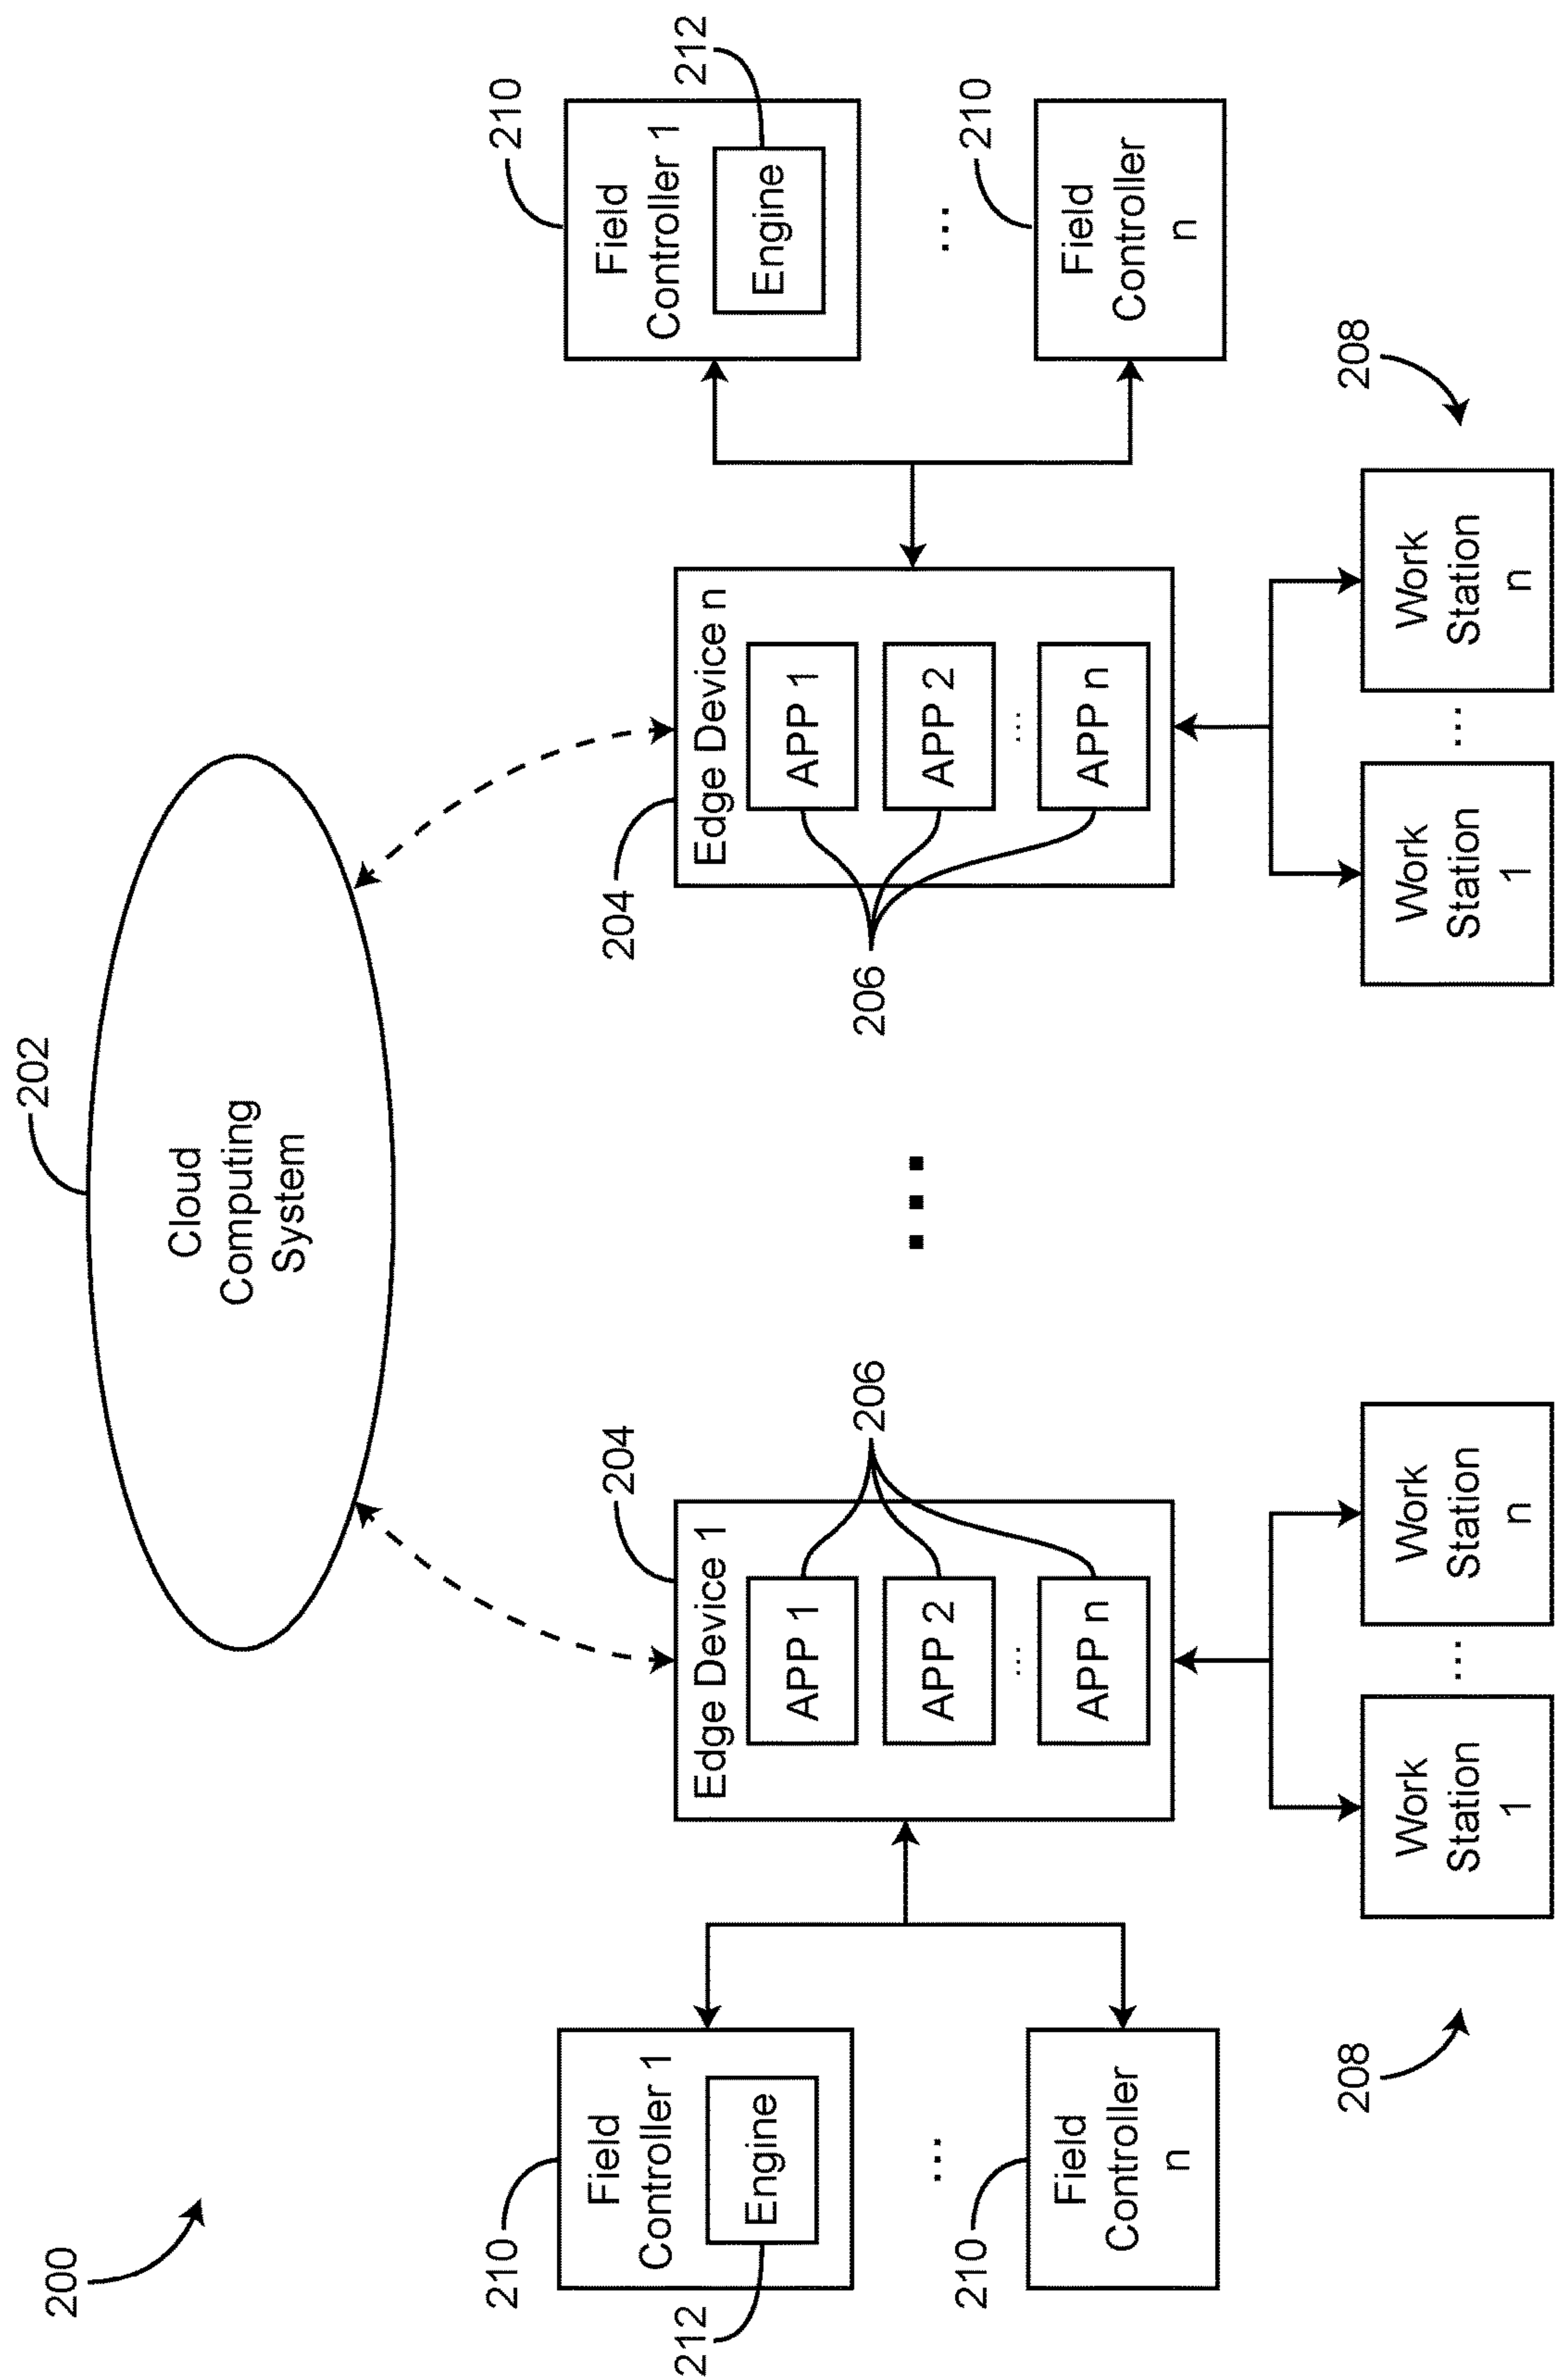 200
202
Cloud
Computing
System
210
Field
Controller 1
Engine
212
...
210
Field
Controller
n
204
Edge Device 1
APP 1
APP 2
...
APP n
206
208
Work
Station
1
...
Work
Station
n
...
204
Edge Device n
APP 1
APP 2
...
APP n
206
Work
Station
1
...
Work
Station
n
208
210
Field
Controller 1
Engine
212
...
210
Field
Controller
n